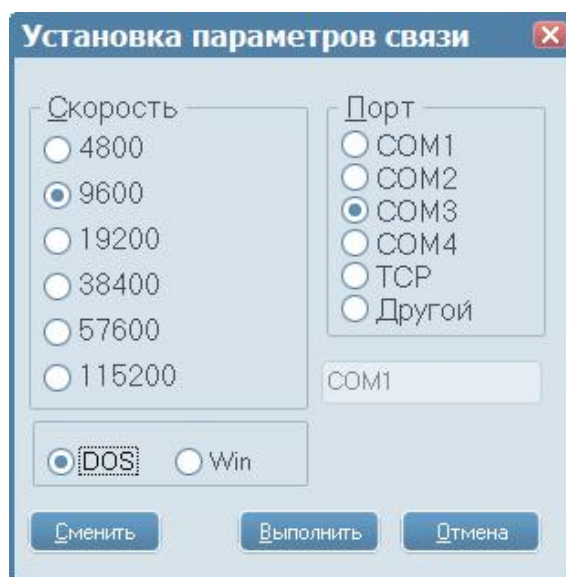 Установка параметров связи
Скорость
4800
9600
19200
38400
57600
115200
Порт
COM1
COM2
COM3
COM4
TCP
Другой
COM1
DOS Win
Сменить Выполнить Отмена